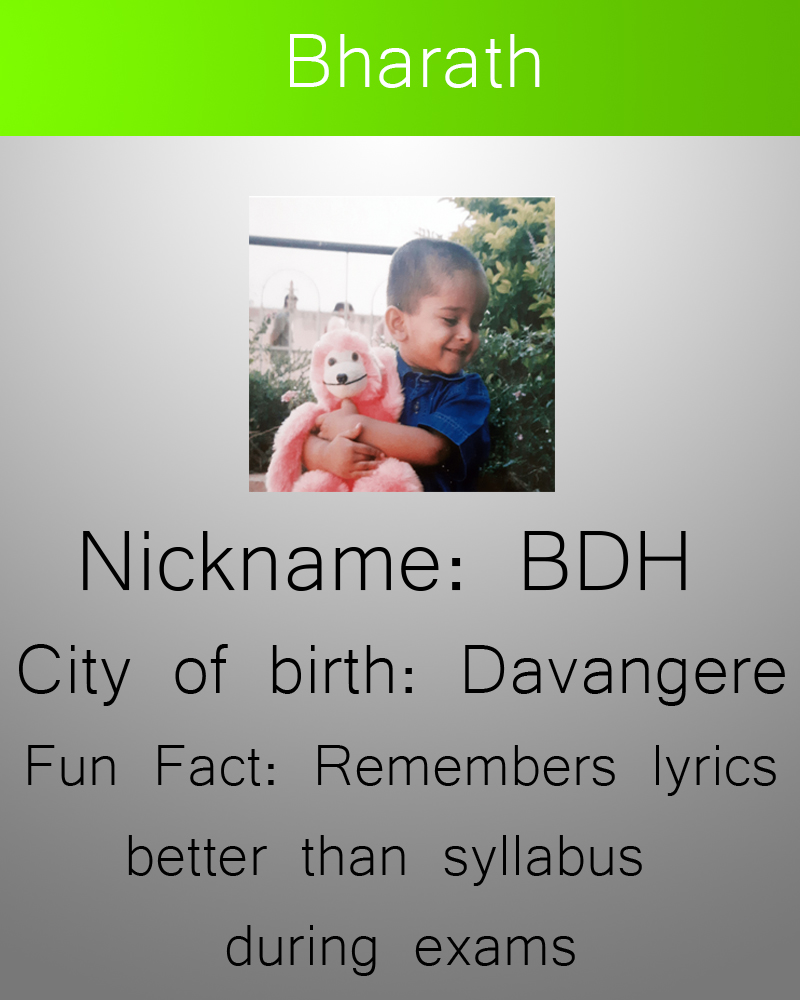 Bharath
Nickname: BDH
City of birth: Davangere
Fun Fact: Remembers lyrics
better than syllabus
during exams